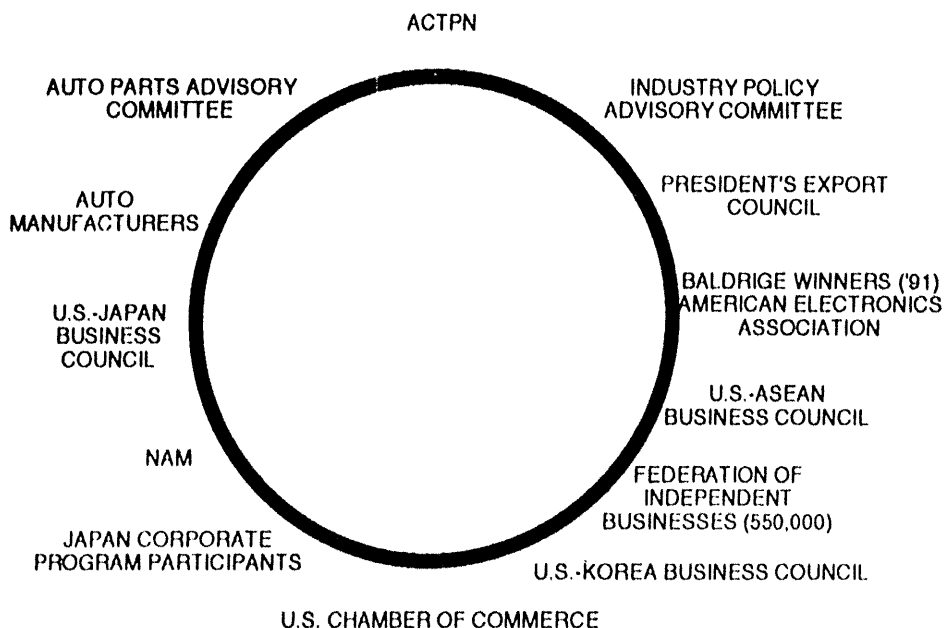 ACTPN
AUTO PARTS ADVISORY
COMMITTEE
INDUSTRY POLICY
ADVISORY COMMITTEE
AUTO
MANUFACTURERS
PRESIDENT'S EXPORT
COUNCIL
U.S.-JAPAN
BUSINESS
COUNCIL
BALDRIGE WINNERS ('91)
AMERICAN ELECTRONICS
ASSOCIATION
U.S.-ASEAN
BUSINESS COUNCIL
NAM
FEDERATION OF
INDEPENDENT
BUSINESSES (550,000)
JAPAN CORPORATE
PROGRAM PARTICIPANTS
U.S.-KOREA BUSINESS COUNCIL
U.S. CHAMBER OF COMMERCE